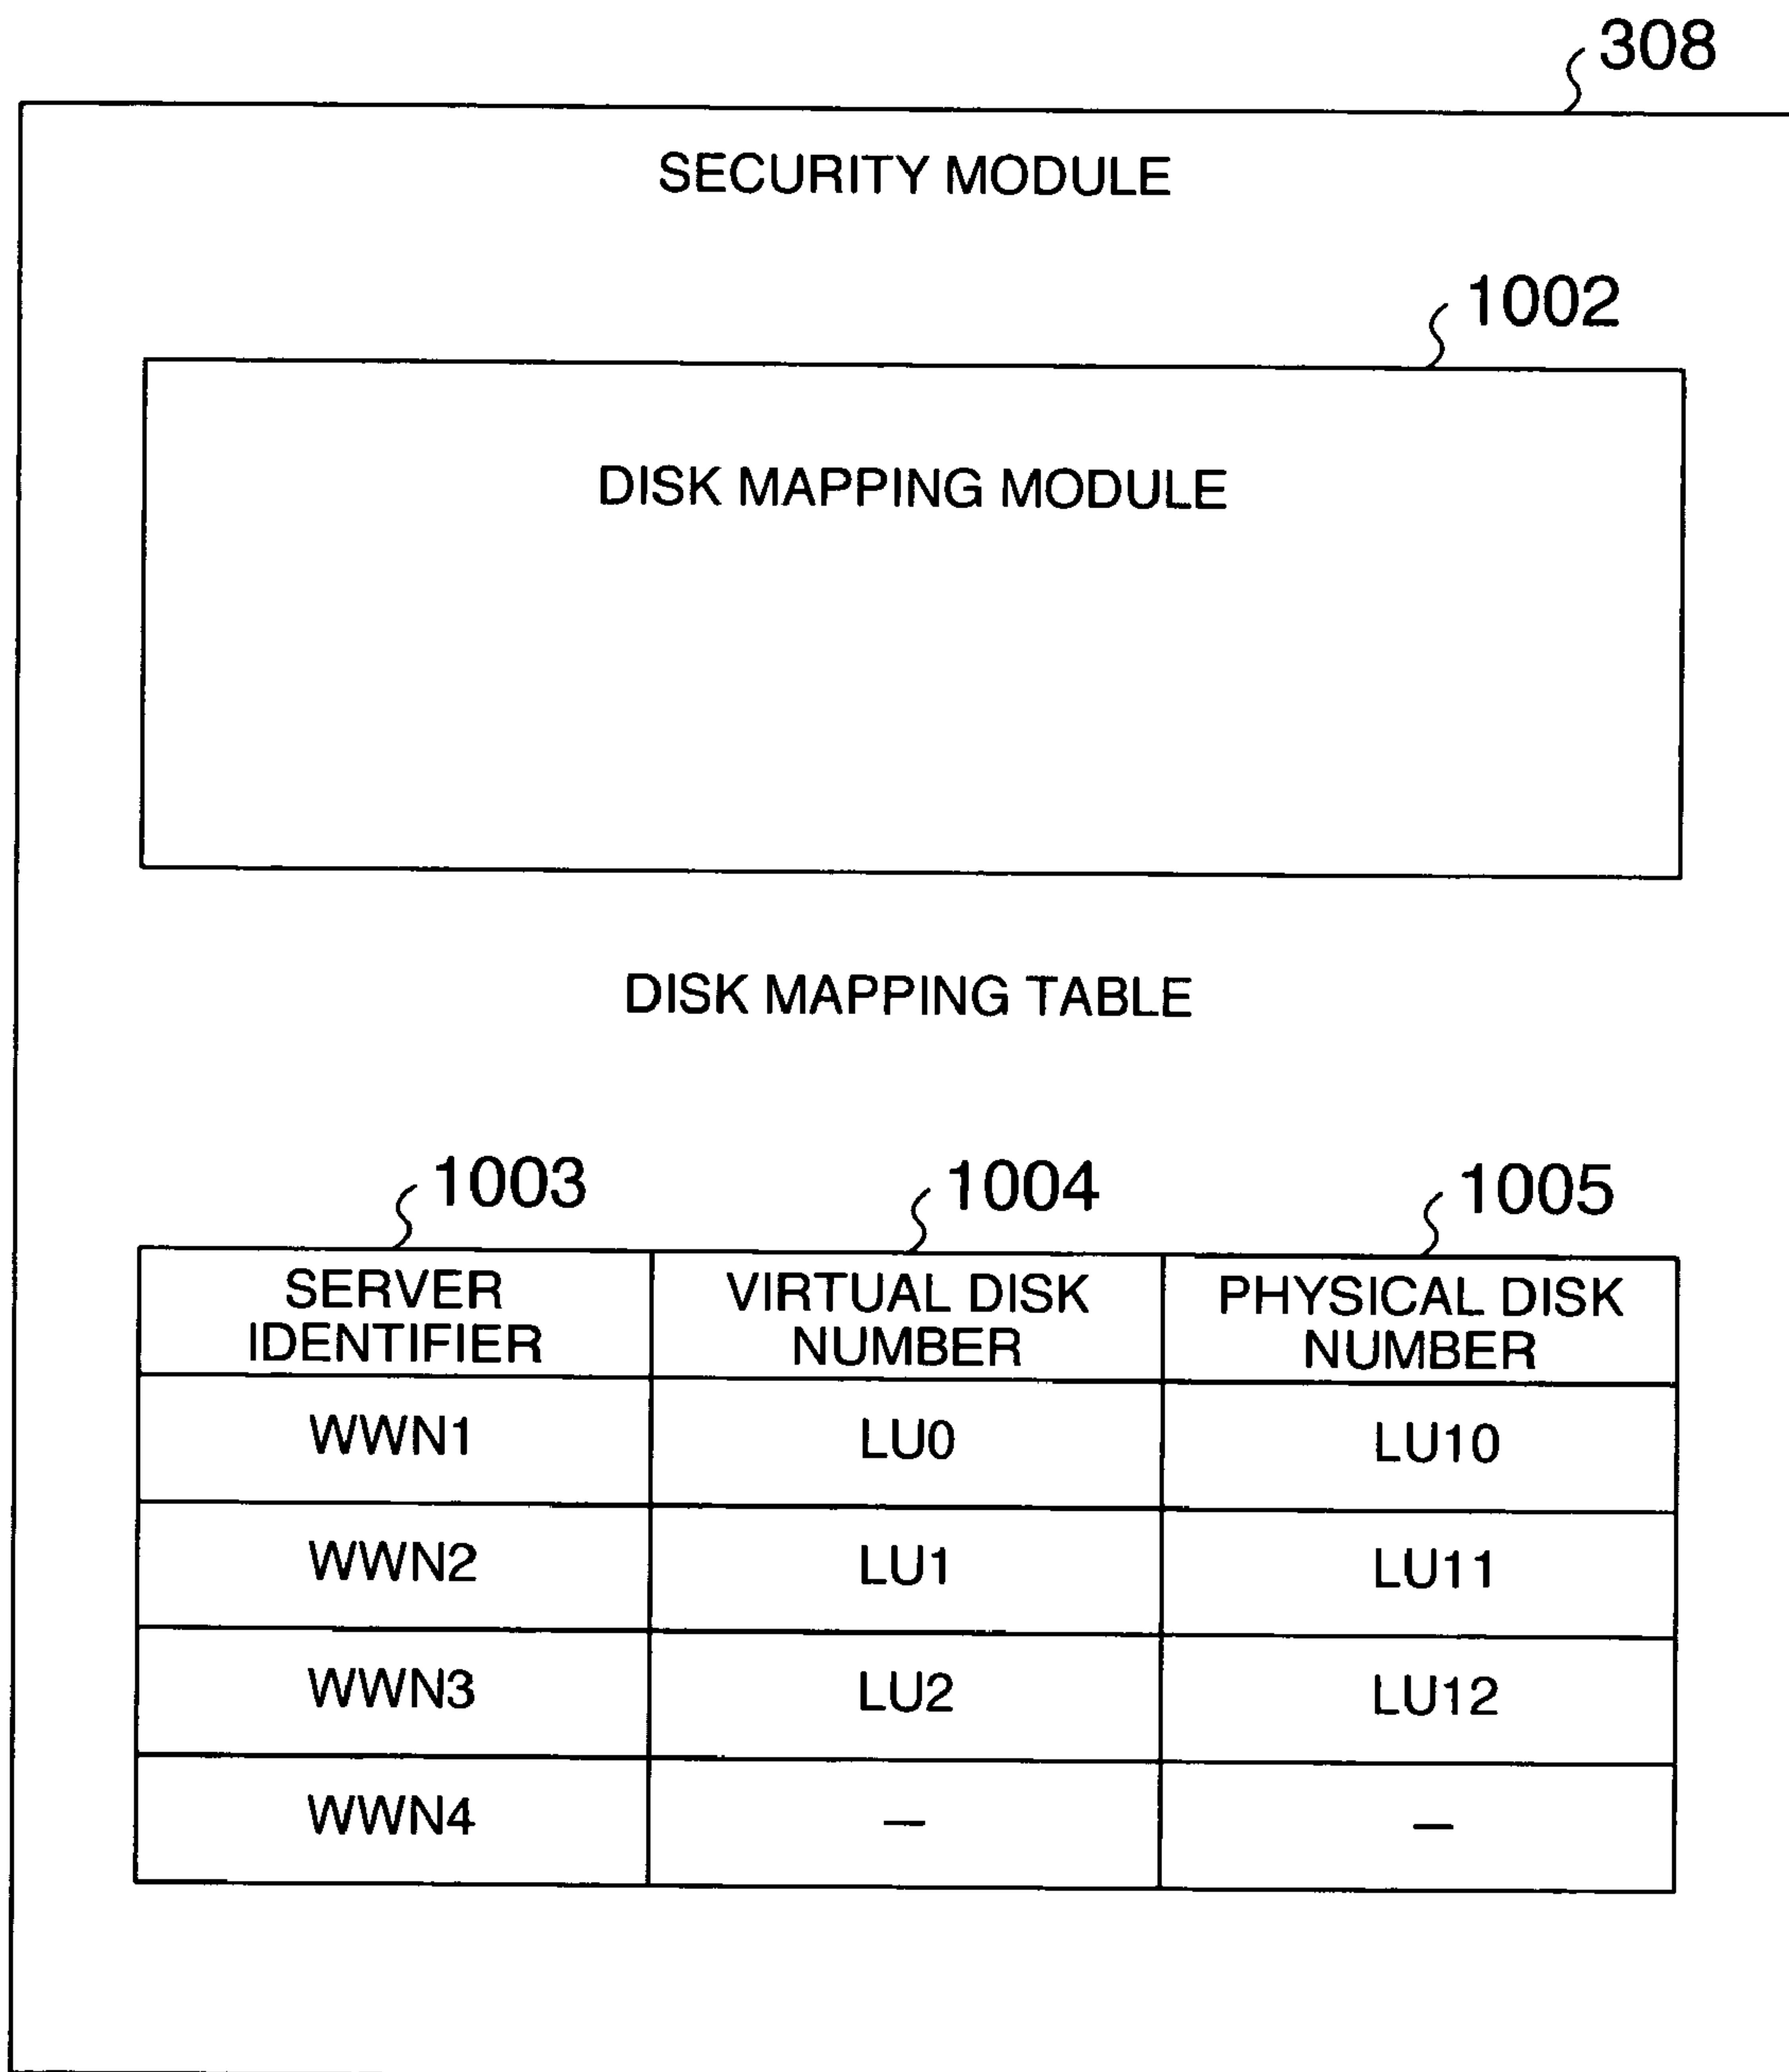 308
SECURITY MODULE
1002
DISK MAPPING MODULE
DISK MAPPING TABLE
1003 1004 1005
SERVER IDENTIFIER VIRTUAL DISK NUMBER PHYSICAL DISK NUMBER
WWN1 LU0 LU10
WWN2 LU1 LU11
WWN3 LU2 LU12
WWN4 — —